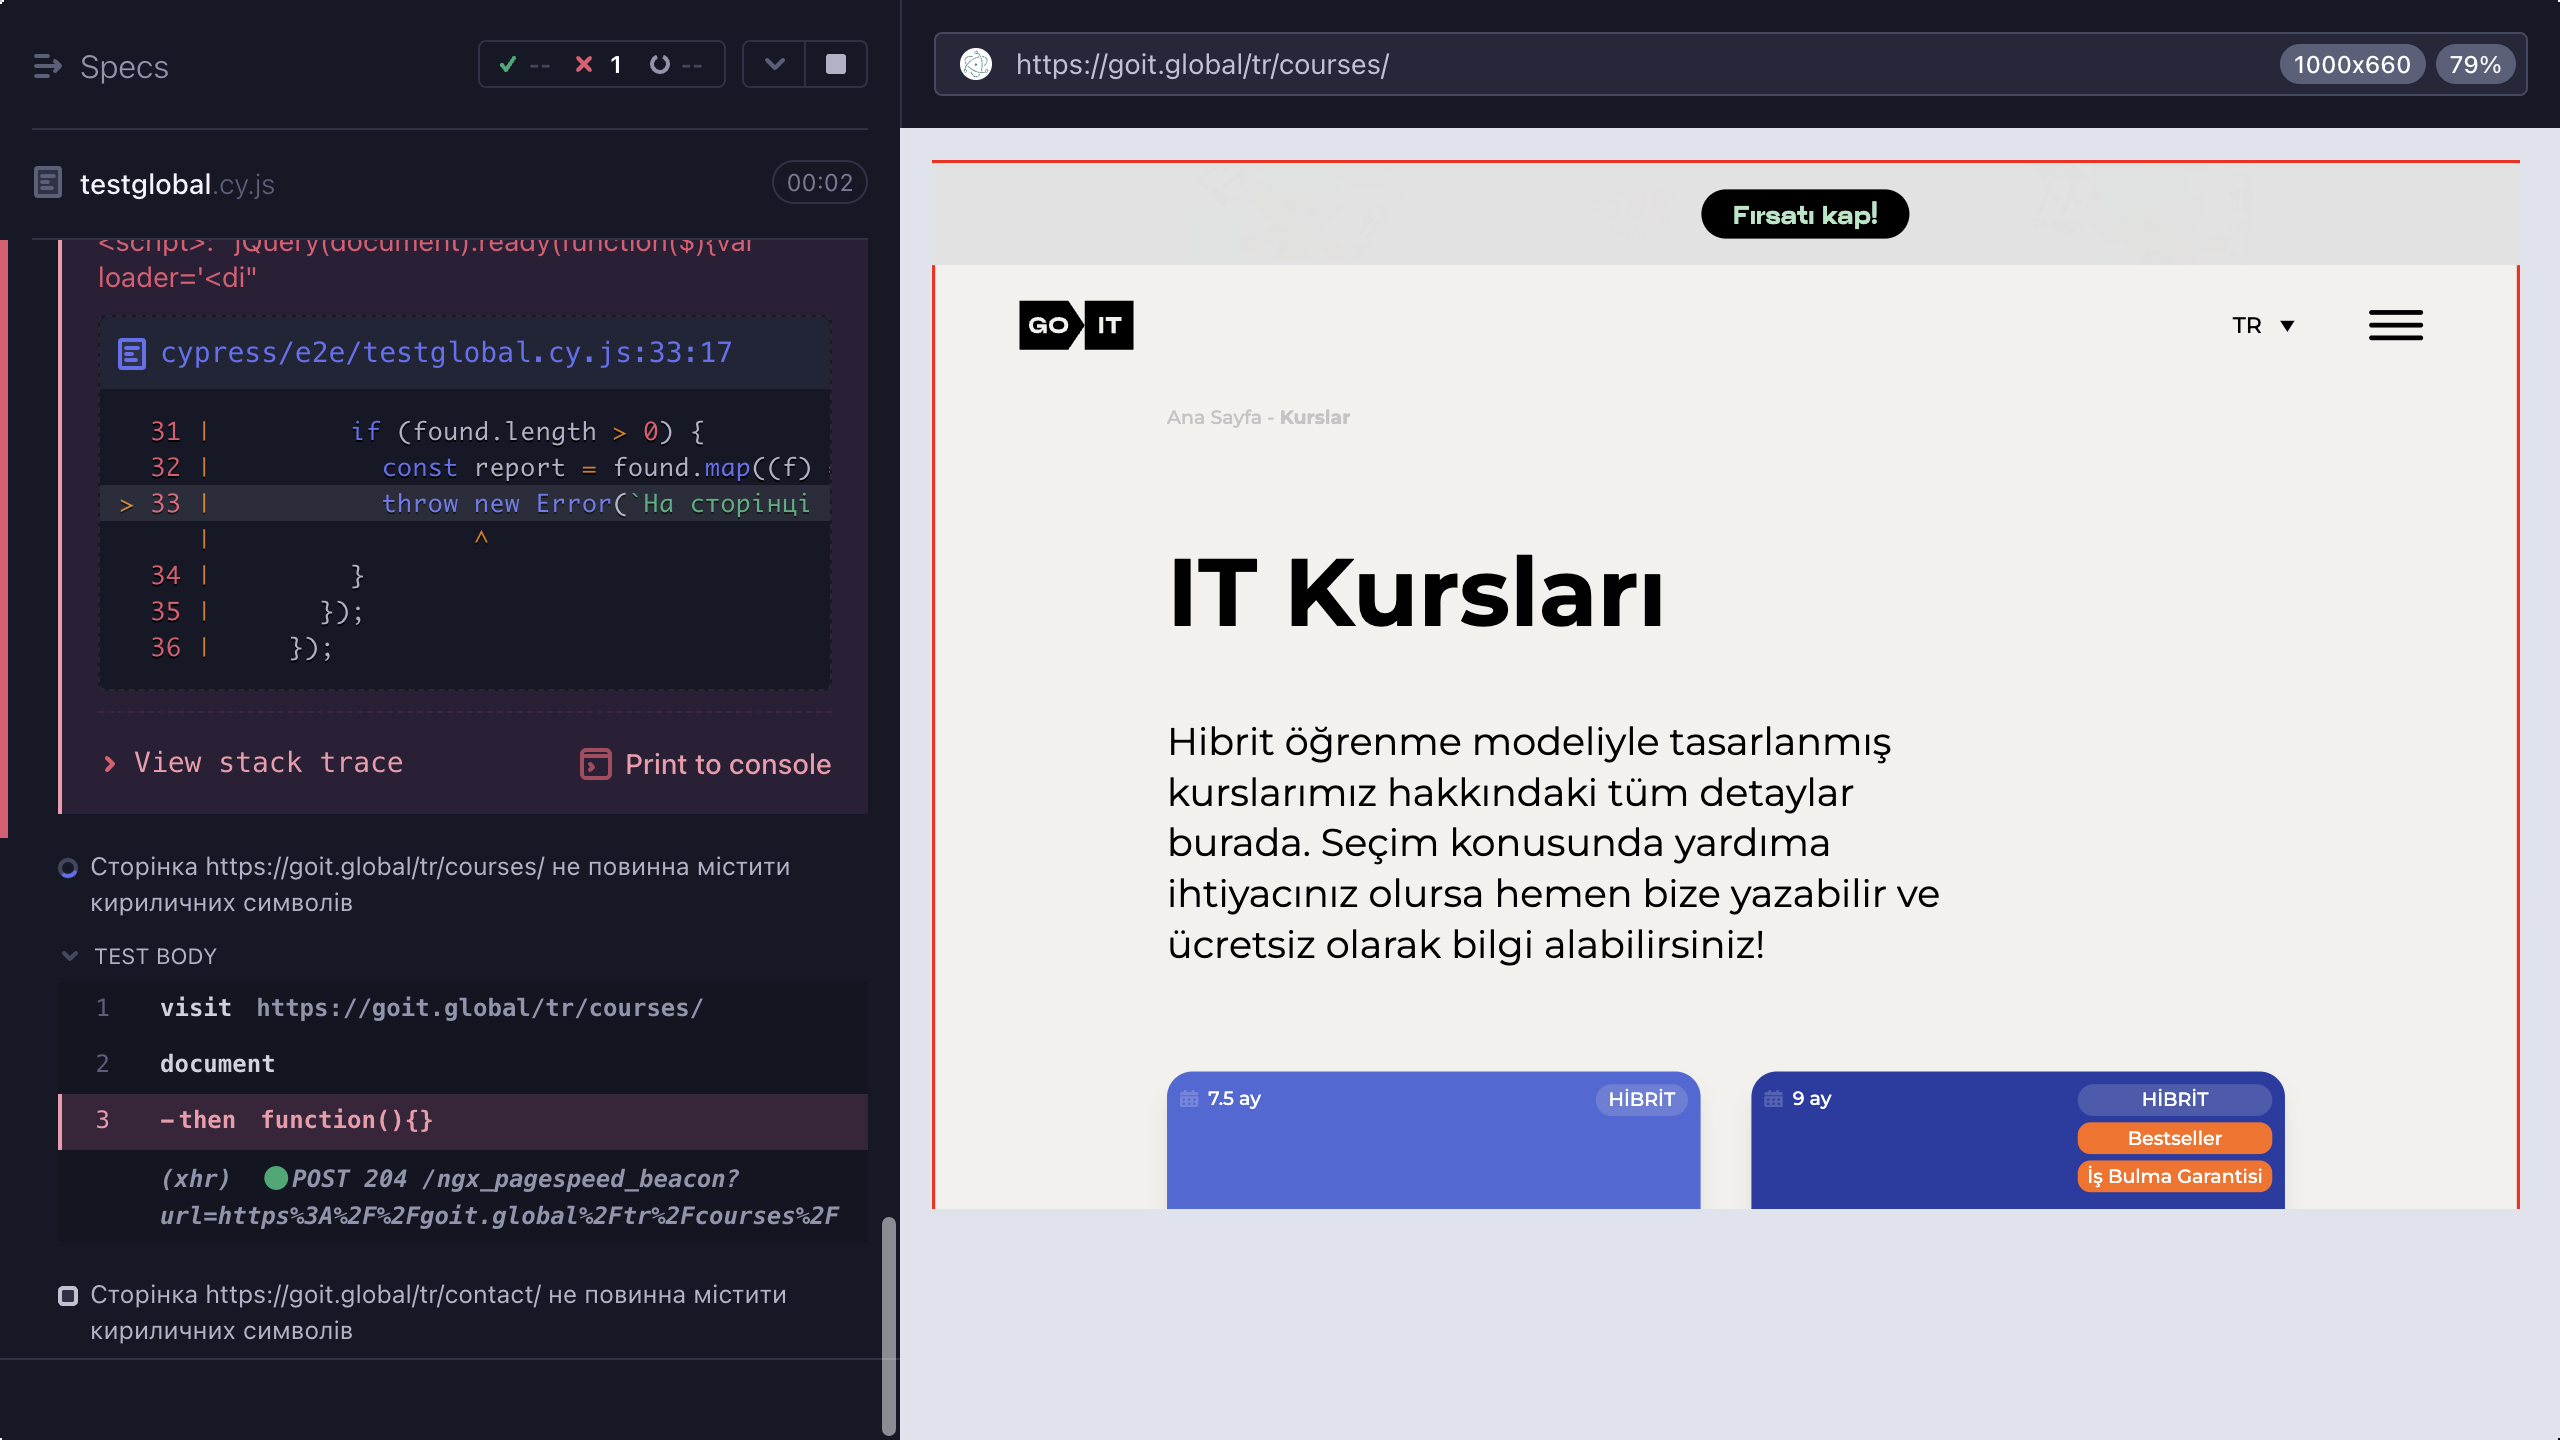 Specs
-- 1 --
testglobal.cy.js
00:02
<script>: "jQuery(document).ready(function($){var
loader='<di"
cypress/e2e/testglobal.cy.js:33:17
31 | if (found.length > 0) {
32 | const report = found.map((f)
> 33 | throw new Error(`На сторінці
| ^
34 | }
35 | });
36 | });
View stack trace
Print to console
Сторінка https://goit.global/tr/courses/ не повинна містити
кириличних символів
TEST BODY
1 visit https://goit.global/tr/courses/
2 document
3 -then function(){}
(xhr) POST 204 /ngx_pagespeed_beacon?
url=https%3A%2F%2Fgoit.global%2Ftr%2Fcourses%2F
Сторінка https://goit.global/tr/contact/ не повинна містити
кириличних символів
https://goit.global/tr/courses/
1000x660
79%
Fırsatı kap!
GO IT
TR
Ana Sayfa - Kurslar
IT Kursları
Hibrit öğrenme modeliyle tasarlanmış
kurslarımız hakkındaki tüm detaylar
burada. Seçim konusunda yardıma
ihtiyacınız olursa hemen bize yazabilir ve
ücretsiz olarak bilgi alabilirsiniz!
7.5 ay
HİBRİT
9 ay
HİBRİT
Bestseller
İş Bulma Garantisi